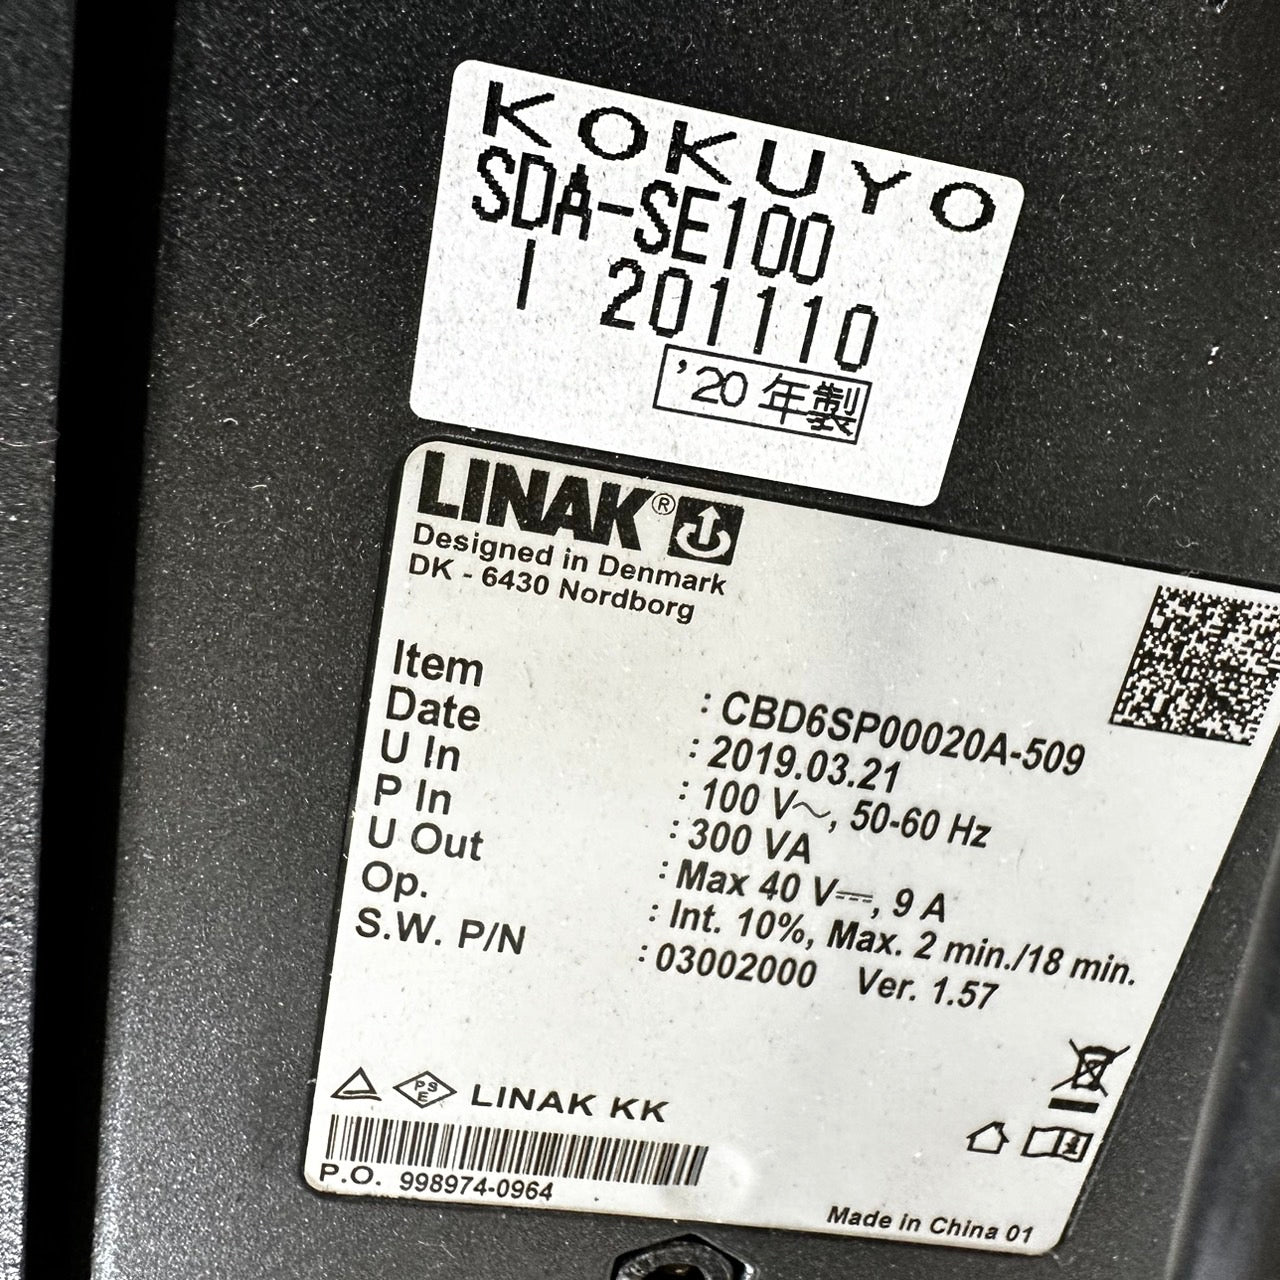 KOKUYO
SDA-SE100
I 201110
'20年製
LINAK®
Designed in Denmark
DK - 6430 Nordborg
Item : CBD6SP00020A-509
Date : 2019.03.21
U In : 100 V~, 50-60 Hz
P In : 300 VA
U Out : Max 40 V⎓, 9 A
Op. : Int. 10%, Max. 2 min./18 min.
S.W. P/N : 03002000 Ver. 1.57
PSE LINAK KK
P.O. 998974-0964
Made in China 01